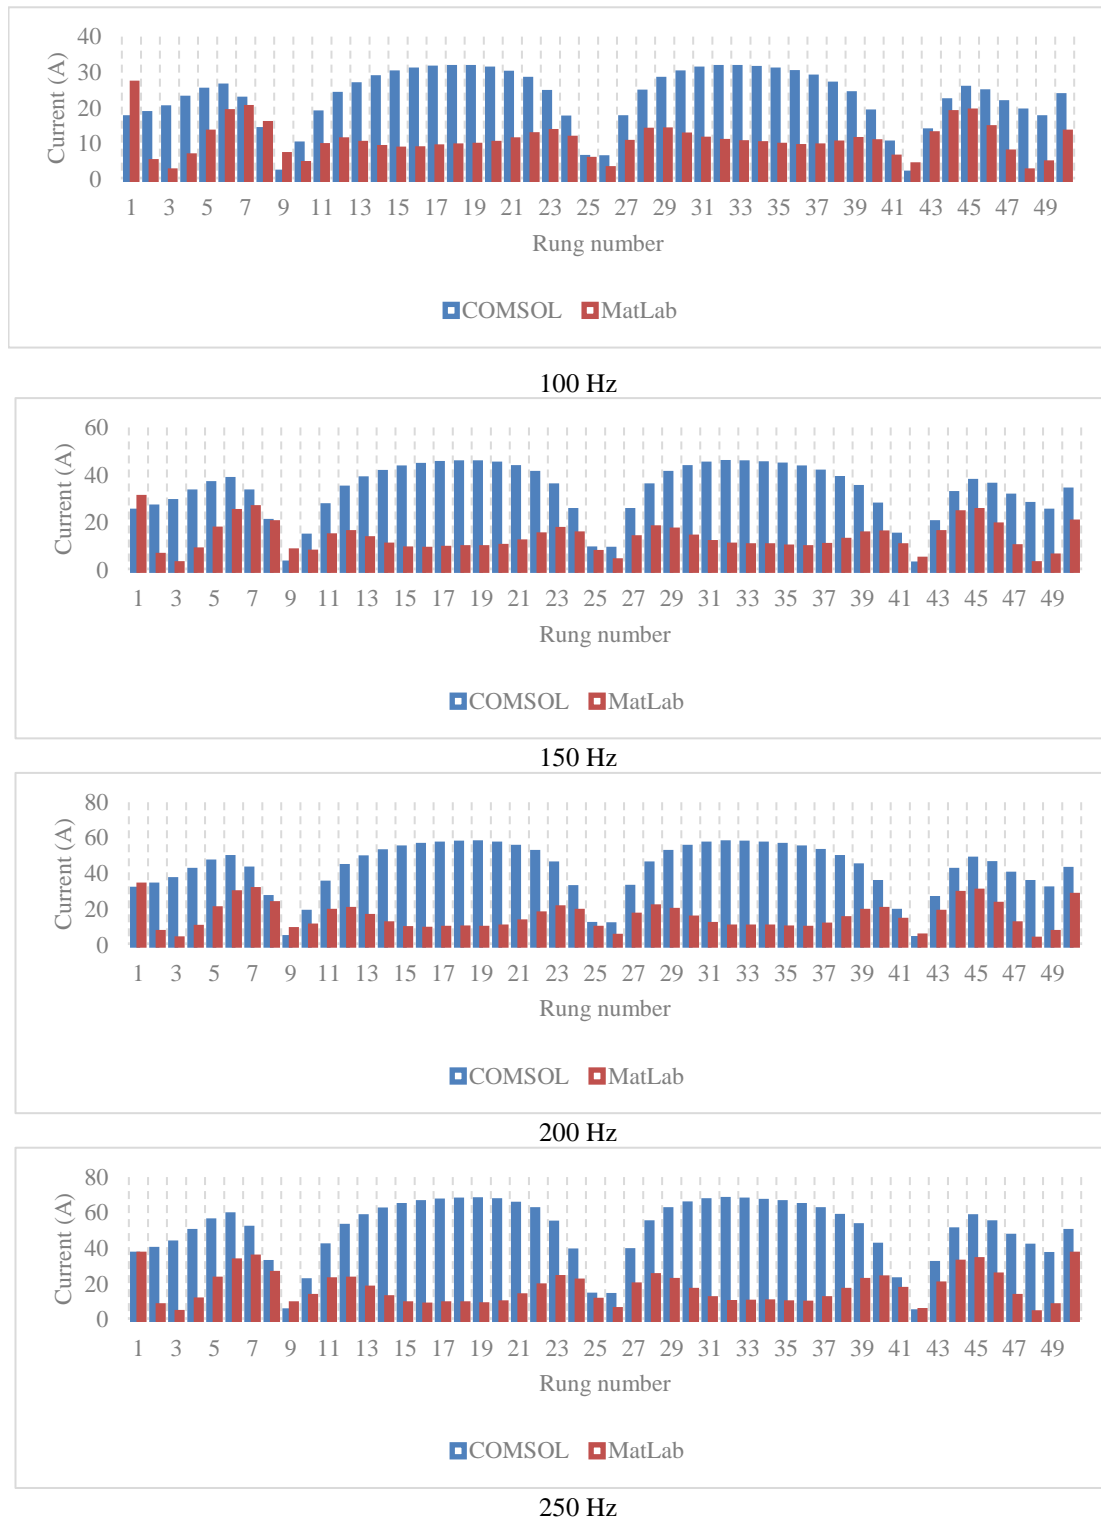 40
30
20
10
0
Current (A)
1 3 5 7 9 11 13 15 17 19 21 23 25 27 29 31 33 35 37 39 41 43 45 47 49
Rung number
COMSOL MatLab
100 Hz
60
40
20
0
Current (A)
1 3 5 7 9 11 13 15 17 19 21 23 25 27 29 31 33 35 37 39 41 43 45 47 49
Rung number
COMSOL MatLab
150 Hz
80
60
40
20
0
Current (A)
1 3 5 7 9 11 13 15 17 19 21 23 25 27 29 31 33 35 37 39 41 43 45 47 49
Rung number
COMSOL MatLab
200 Hz
80
60
40
20
0
Current (A)
1 3 5 7 9 11 13 15 17 19 21 23 25 27 29 31 33 35 37 39 41 43 45 47 49
Rung number
COMSOL MatLab
250 Hz